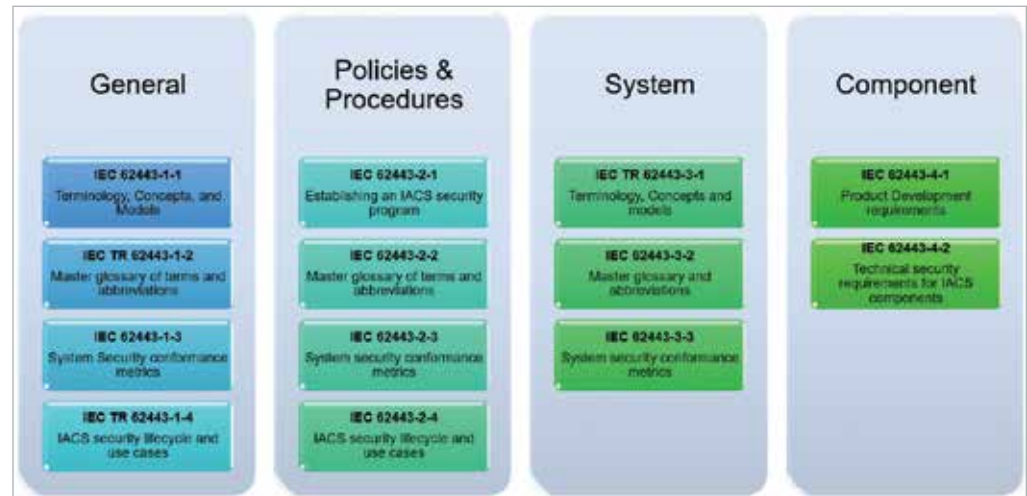 General
IEC 62443-1-1
Terminology, Concepts, and
Models
IEC TR 62443-1-2
Master glossary of terms and
abbreviations
IEC 62443-1-3
System Security conformance
metrics
IEC TR 62443-1-4
IACS security lifecycle and
use cases
Policies &
Procedures
IEC 62443-2-1
Establishing an IACS security
program
IEC 62443-2-2
Master glossary of terms and
abbreviations
IEC 62443-2-3
System security conformance
metrics
IEC 62443-2-4
IACS security lifecycle and
use cases
System
IEC TR 62443-3-1
Terminology, Concepts and
models
IEC 62443-3-2
Master glossary and
abbreviations
IEC 62443-3-3
System security conformance
metrics
Component
IEC 62443-4-1
Product Development
requirements
IEC 62443-4-2
Technical security
requirements for IACS
components